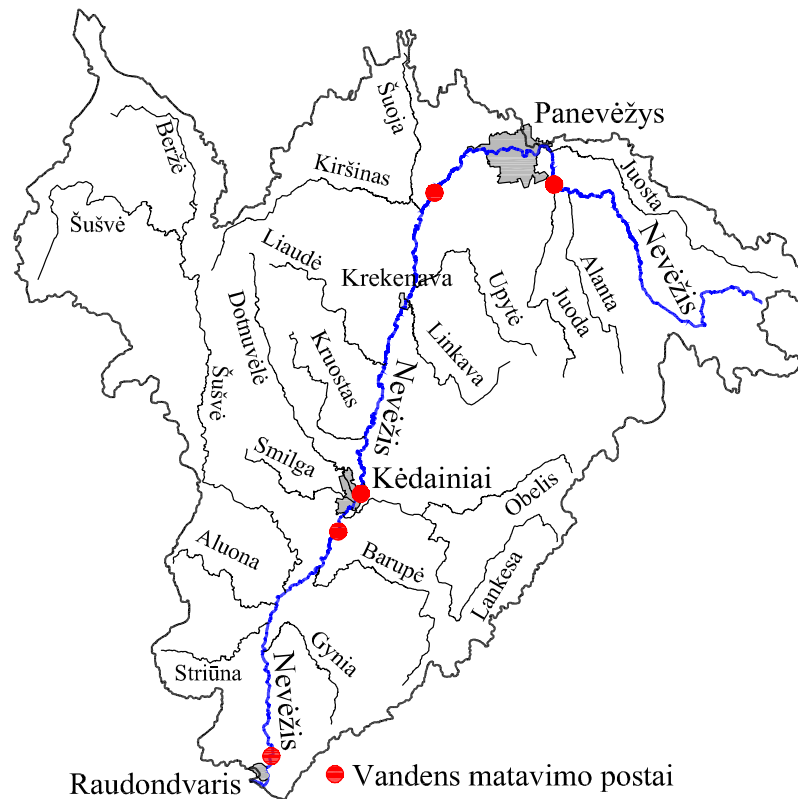 Panevėžys
Šuoja
Beržė
Kiršinas
Juosta
Šušvė
Nevėžis
Liaudė
Krekenava
Alanta
Upytė
Juoda
Dotnuvėlė
Kruostas
Linkava
Nevėžis
Šušvė
Smilga
Kėdainiai
Obelis
Aluona
Barupė
Lankesa
Gynia
Striūna
Nevėžis
Raudondvaris
Vandens matavimo postai